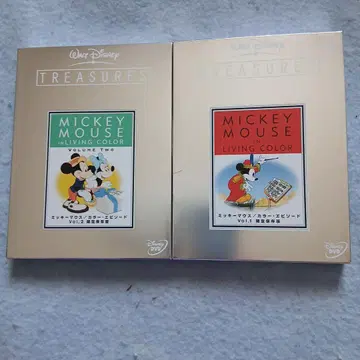 WALT DISNEY
TREASURES
MICKEY
MOUSE
IN LIVING COLOR
VOLUME TWO
ミッキーマウス/カラー・エピソード
Vol.2 限定保存版
Disney
DVD
WALT DISNEY
TREASURES
MICKEY
MOUSE
IN LIVING COLOR
ミッキーマウス/カラー・エピソード
Vol.1 限定保存版
Disney
DVD